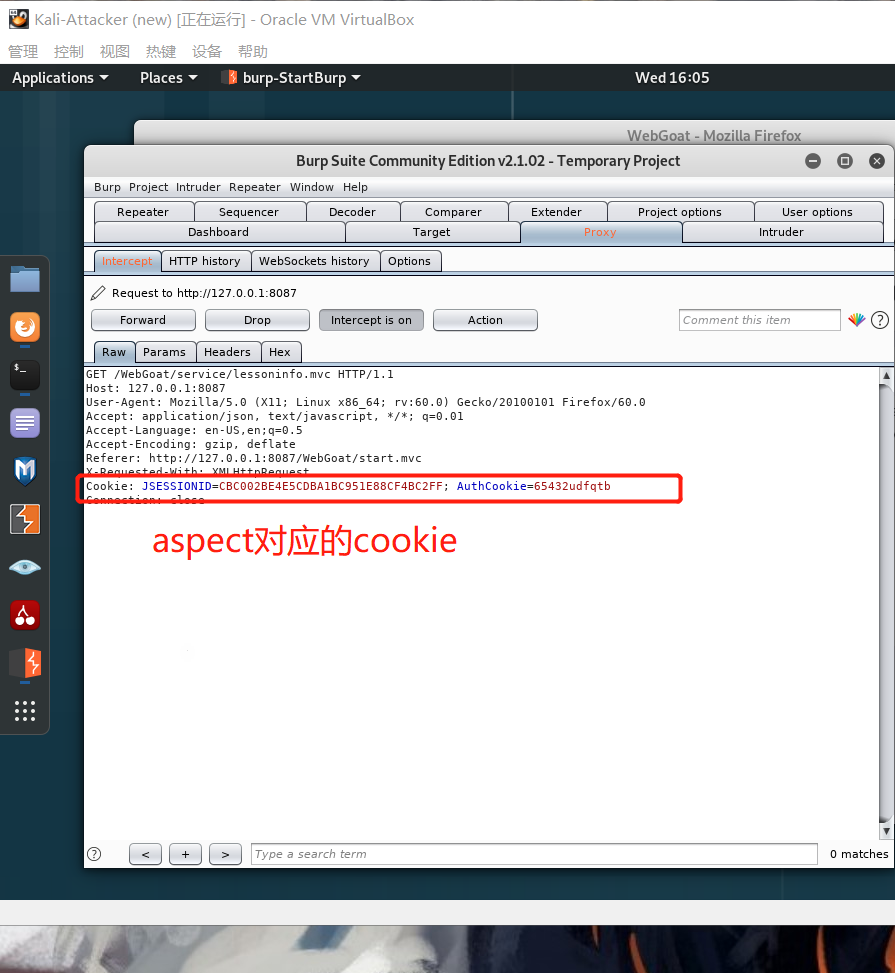 Kali-Attacker (new) [正在运行] - Oracle VM VirtualBox
管理 控制 视图 热键 设备 帮助
Applications Places burp-StartBurp Wed 16:05
WebGoat - Mozilla Firefox
Burp Suite Community Edition v2.1.02 - Temporary Project
Burp Project Intruder Repeater Window Help
Repeater Sequencer Decoder Comparer Extender Project options User options
Dashboard Target Proxy Intruder
Intercept HTTP history WebSockets history Options
Request to http://127.0.0.1:8087
Forward Drop Intercept is on Action Comment this item ?
Raw Params Headers Hex
GET /WebGoat/service/lessoninfo.mvc HTTP/1.1
Host: 127.0.0.1:8087
User-Agent: Mozilla/5.0 (X11; Linux x86_64; rv:60.0) Gecko/20100101 Firefox/60.0
Accept: application/json, text/javascript, */*; q=0.01
Accept-Language: en-US,en;q=0.5
Accept-Encoding: gzip, deflate
Referer: http://127.0.0.1:8087/WebGoat/start.mvc
X-Requested-With: XMLHttpRequest
Cookie: JSESSIONID=CBC002BE4E5CDBA1BC951E88CF4BC2FF; AuthCookie=65432udfqtb
Connection: close
aspect对应的cookie
? < + > Type a search term 0 matches